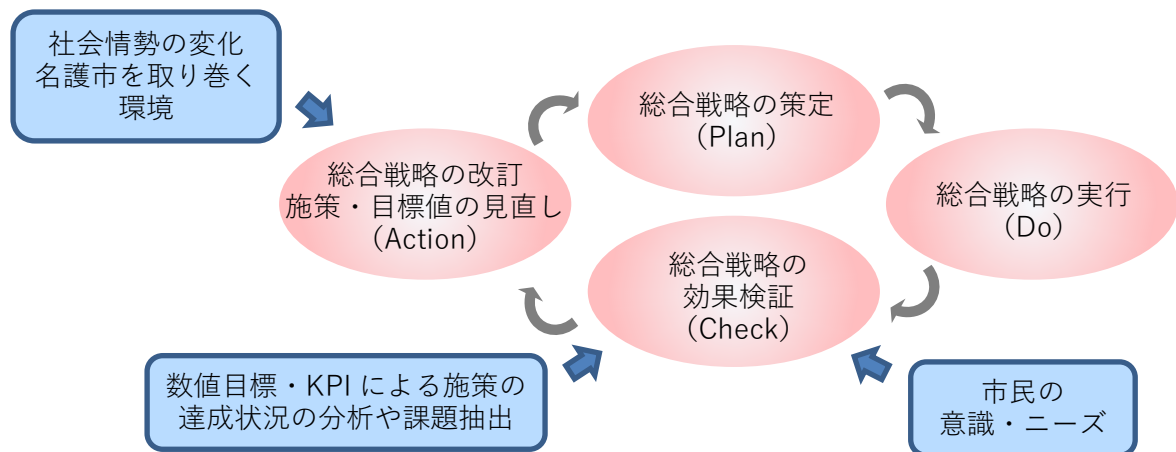 社会情勢の変化
名護市を取り巻く
環境
総合戦略の策定
（Plan）
総合戦略の改訂
施策・目標値の見直し
（Action）
総合戦略の実行
（Do）
総合戦略の
効果検証
（Check）
数値目標・KPI による施策の
達成状況の分析や課題抽出
市民の
意識・ニーズ